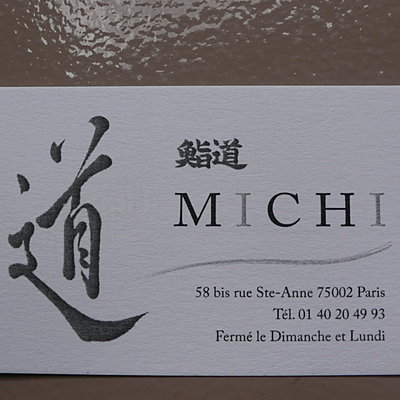 道
鮨道
MICHI
58 bis rue Ste-Anne 75002 Paris
Tél. 01 40 20 49 93
Fermé le Dimanche et Lundi